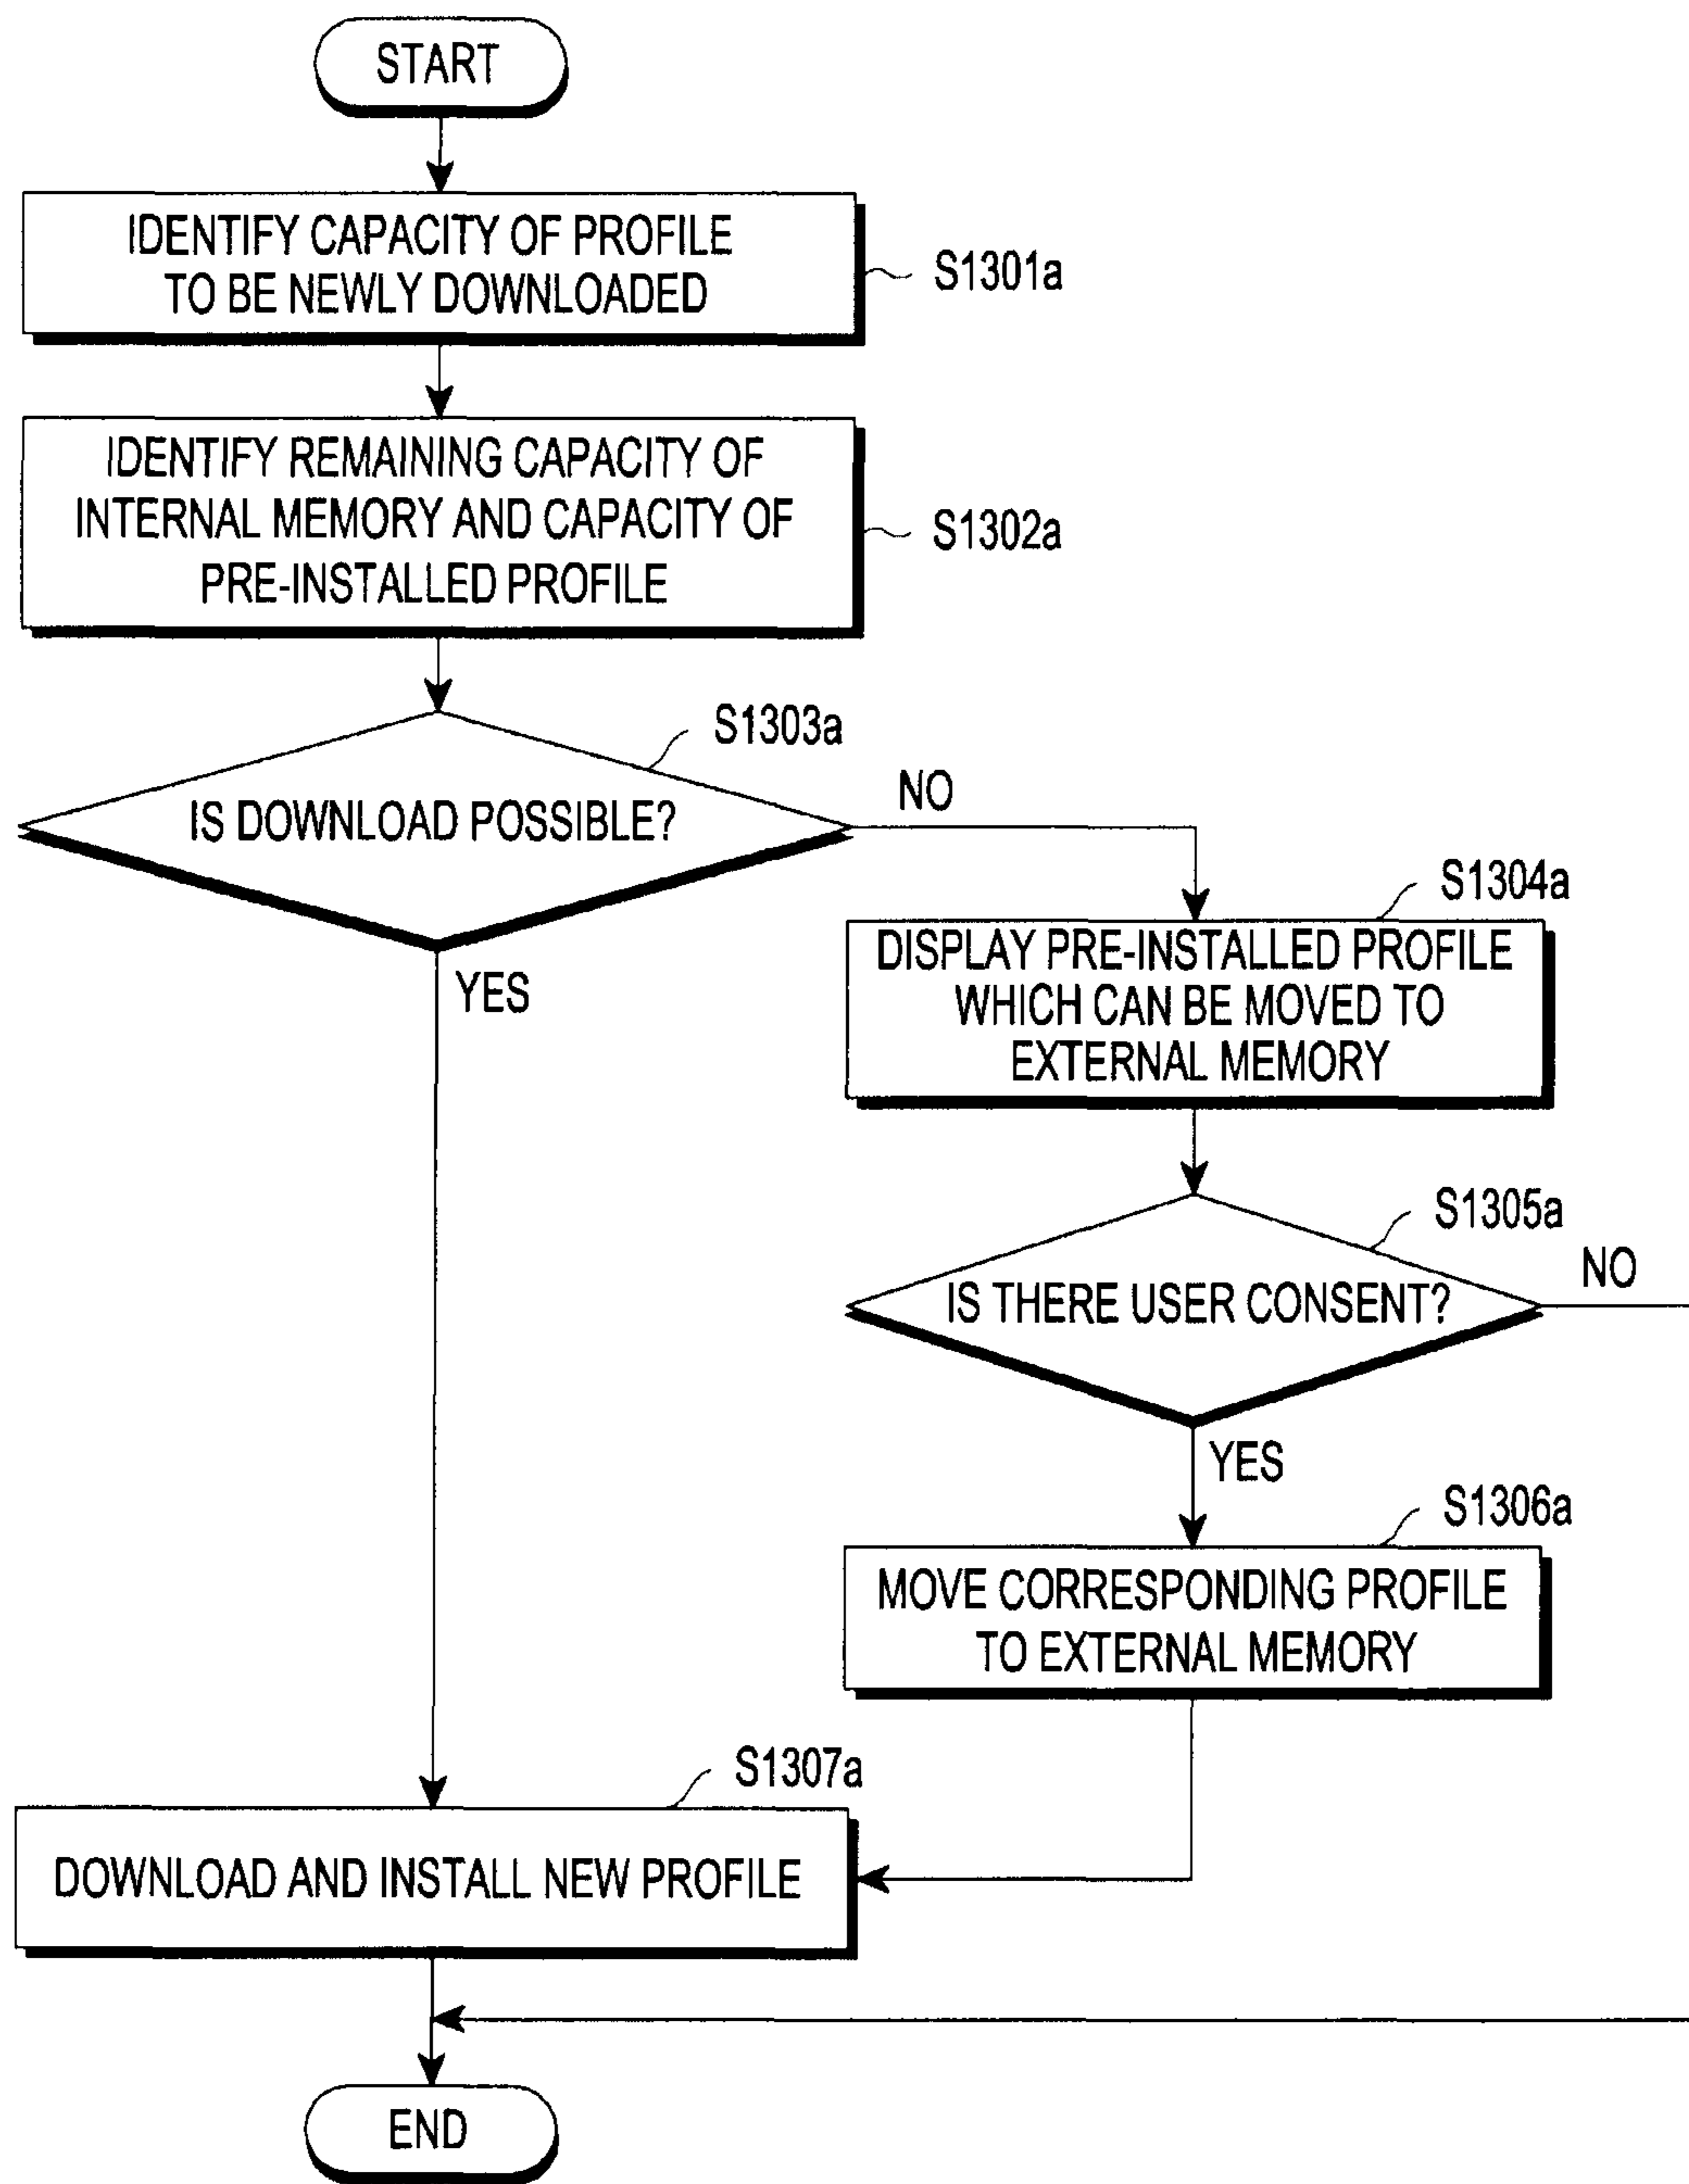 START
IDENTIFY CAPACITY OF PROFILE
TO BE NEWLY DOWNLOADED
S1301a
IDENTIFY REMAINING CAPACITY OF
INTERNAL MEMORY AND CAPACITY OF
PRE-INSTALLED PROFILE
S1302a
S1303a
IS DOWNLOAD POSSIBLE?
NO
YES
S1304a
DISPLAY PRE-INSTALLED PROFILE
WHICH CAN BE MOVED TO
EXTERNAL MEMORY
S1305a
IS THERE USER CONSENT?
NO
YES
S1306a
MOVE CORRESPONDING PROFILE
TO EXTERNAL MEMORY
S1307a
DOWNLOAD AND INSTALL NEW PROFILE
END